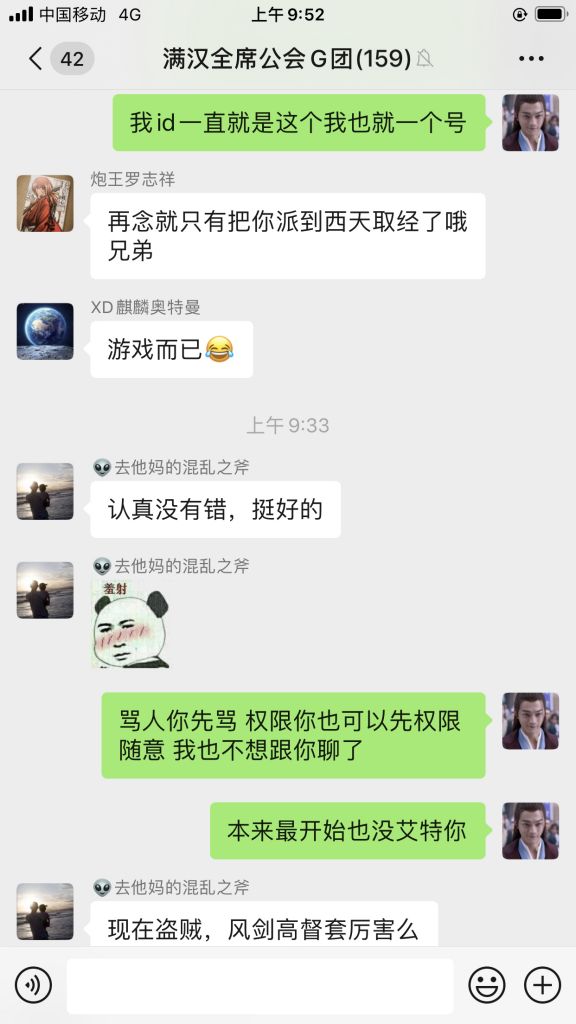 中国移动 4G
上午 9:52
42
满汉全席公会G团(159)
我id一直就是这个我也就一个号
炮王罗志祥
再念就只有把你派到西天取经了哦
兄弟
XD麒麟奥特曼
游戏而已
上午 9:33
去他妈的混乱之斧
认真没有错，挺好的
去他妈的混乱之斧
羞射
骂人你先骂 权限你也可以先权限
随意 我也不想跟你聊了
本来最开始也没艾特你
去他妈的混乱之斧
现在盗贼，风剑高督套厉害么